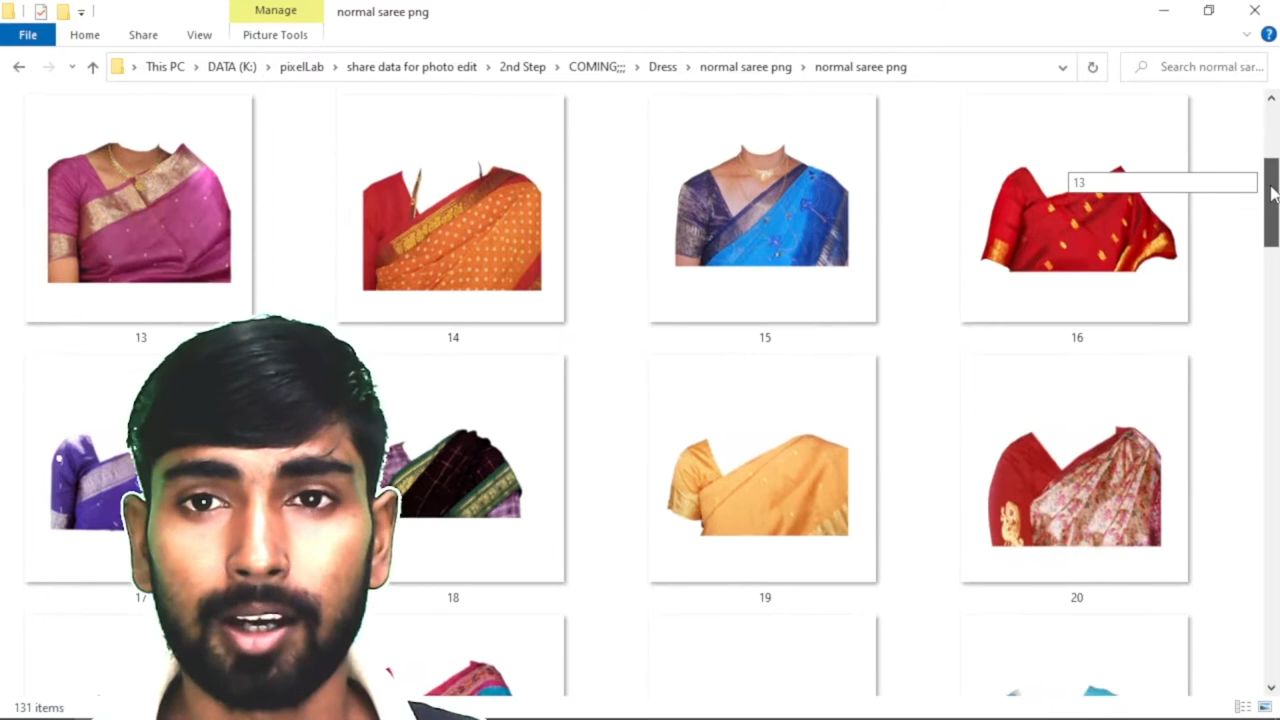 Manage
normal saree png
File
Home
Share
View
Picture Tools
This PC > DATA (K:) > pixelLab > share data for photo edit > 2nd Step > COMING;;; > Dress > normal saree png > normal saree png
Search normal sar...
13
13
14
15
16
17
18
19
20
131 items